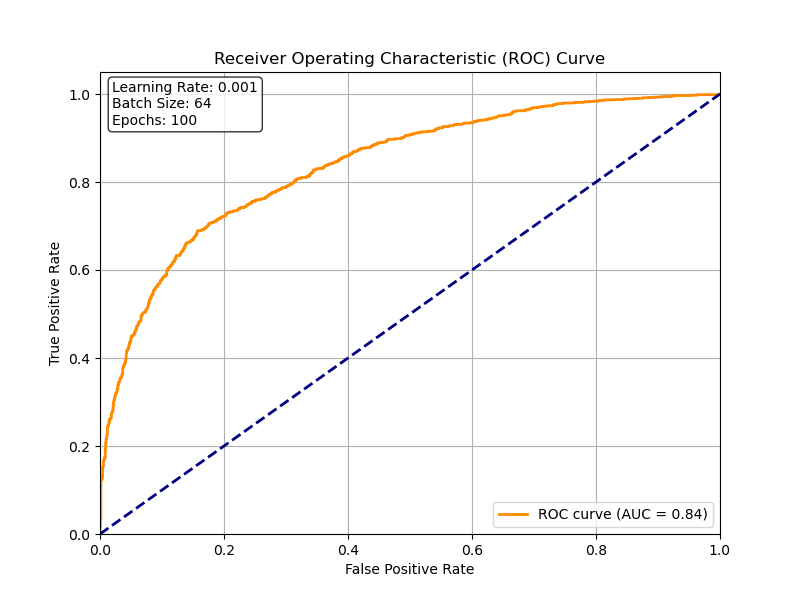 Receiver Operating Characteristic (ROC) Curve
Learning Rate: 0.001
Batch Size: 64
Epochs: 100
True Positive Rate
1.0
0.8
0.6
0.4
0.2
0.0
ROC curve (AUC = 0.84)
0.0 0.2 0.4 0.6 0.8 1.0
False Positive Rate